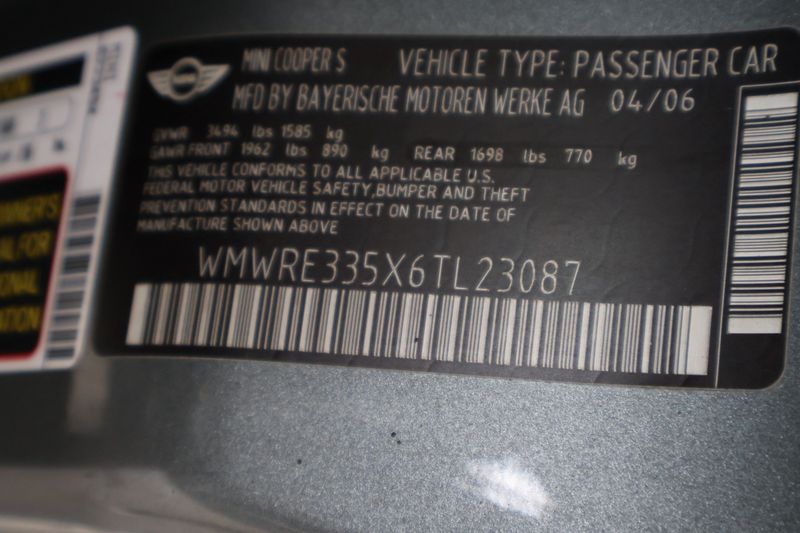 MINI COOPER S VEHICLE TYPE: PASSENGER CAR
MFD BY BAYERISCHE MOTOREN WERKE AG 04/06
GVWR 3494 lbs 1585 kg
GAWR FRONT 1962 lbs 890 kg REAR 1698 lbs 770 kg
THIS VEHICLE CONFORMS TO ALL APPLICABLE U.S.
FEDERAL MOTOR VEHICLE SAFETY,BUMPER AND THEFT
PREVENTION STANDARDS IN EFFECT ON THE DATE OF
MANUFACTURE SHOWN ABOVE
WMWRE335X6TL23087